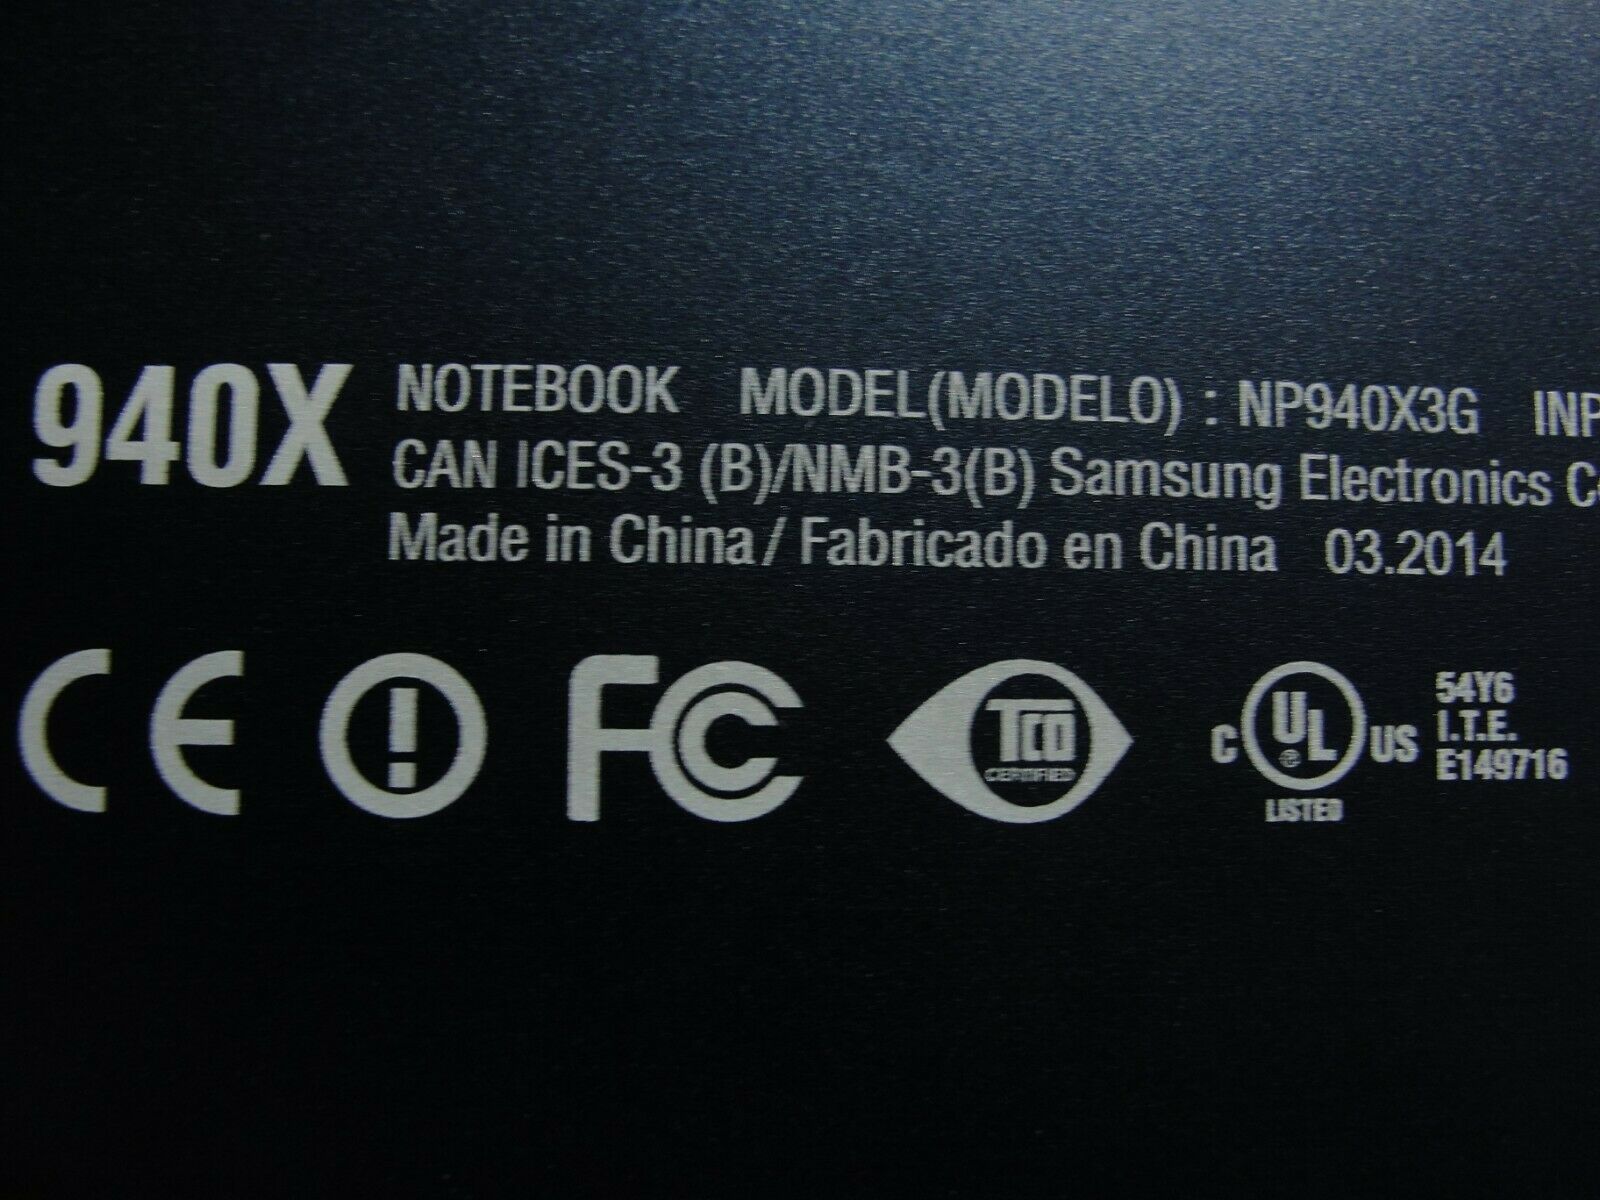 940X NOTEBOOK MODEL(MODELO) : NP940X3G INP
CAN ICES-3 (B)/NMB-3(B) Samsung Electronics C
Made in China / Fabricado en China 03.2014
CE FC TCO CERTIFIED C UL US LISTED
54Y6
I.T.E.
E149716